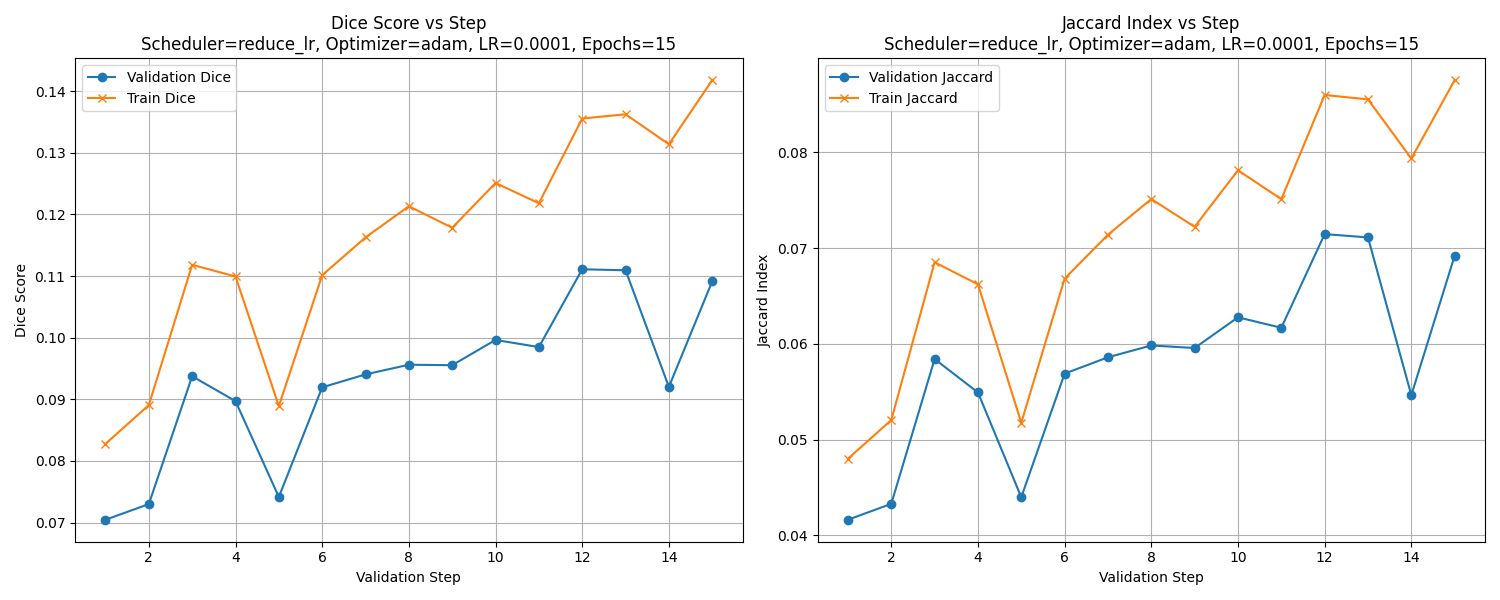 Dice Score vs Step
Scheduler=reduce_lr, Optimizer=adam, LR=0.0001, Epochs=15
Validation Dice
Train Dice
0.14
0.13
0.12
0.11
0.10
0.09
0.08
0.07
Dice Score
2 4 6 8 10 12 14
Validation Step
Jaccard Index vs Step
Scheduler=reduce_lr, Optimizer=adam, LR=0.0001, Epochs=15
Validation Jaccard
Train Jaccard
0.08
0.07
0.06
0.05
0.04
Jaccard Index
2 4 6 8 10 12 14
Validation Step